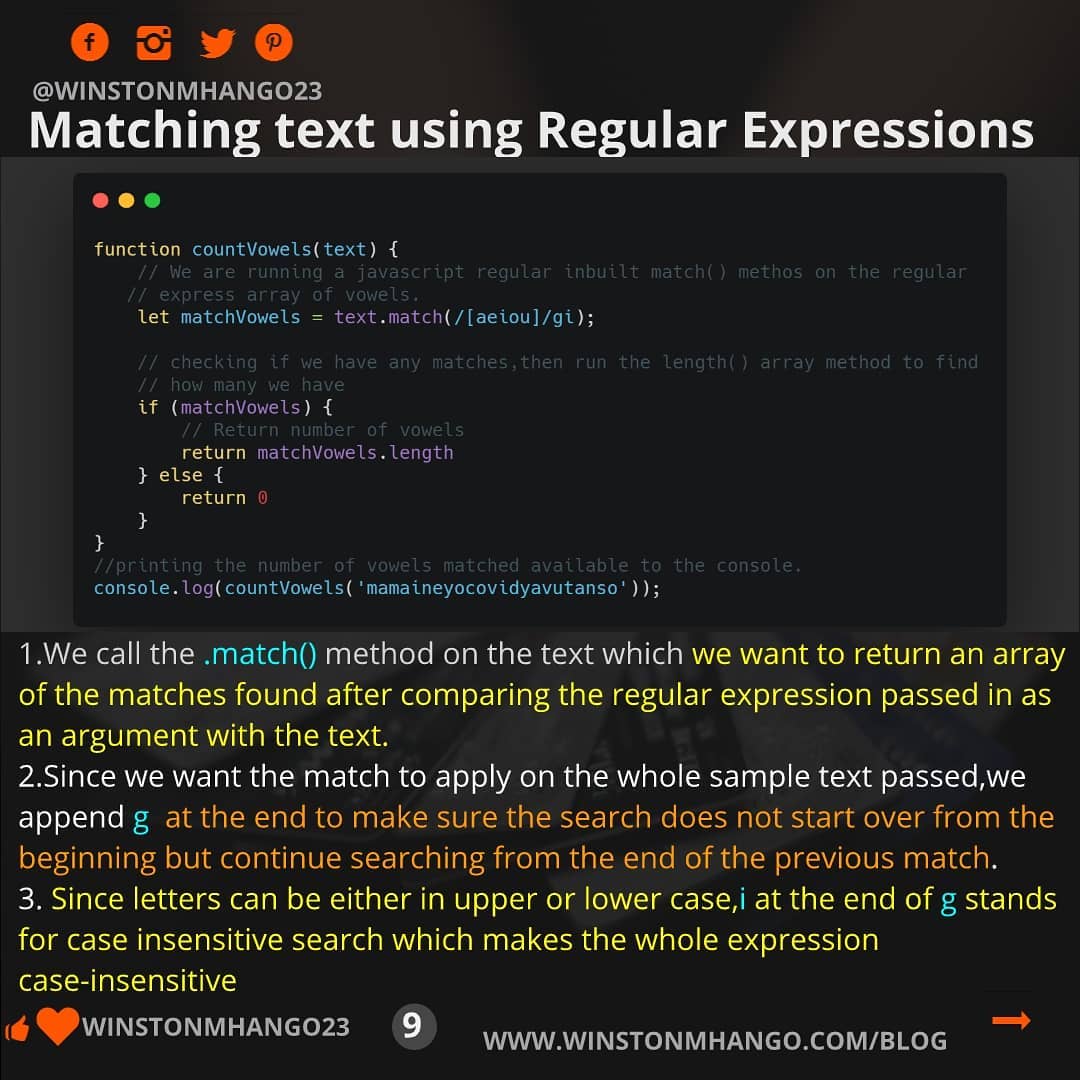 @WINSTONMHANGO23
Matching text using Regular Expressions
function countVowels(text) {
// We are running a javascript regular inbuilt match() methos on the regular
// express array of vowels.
let matchVowels = text.match(/[aeiou]/gi);
// checking if we have any matches,then run the length() array method to find
// how many we have
if (matchVowels) {
// Return number of vowels
return matchVowels.length
} else {
return 0
}
}
//printing the number of vowels matched available to the console.
console.log(countVowels('mamaineyocovidyavutanso'));
1.We call the .match() method on the text which we want to return an array
of the matches found after comparing the regular expression passed in as
an argument with the text.
2.Since we want the match to apply on the whole sample text passed,we
append g at the end to make sure the search does not start over from the
beginning but continue searching from the end of the previous match.
3. Since letters can be either in upper or lower case,i at the end of g stands
for case insensitive search which makes the whole expression
case-insensitive
WINSTONMHANGO23
9
WWW.WINSTONMHANGO.COM/BLOG